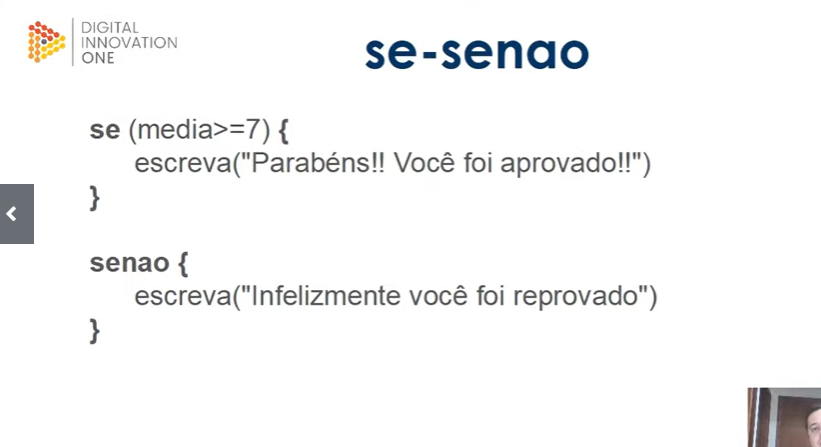 DIGITAL
INNOVATION
ONE
se-senao
se (media>=7) {
escreva("Parabéns!! Você foi aprovado!!")
}
senao {
escreva("Infelizmente você foi reprovado")
}